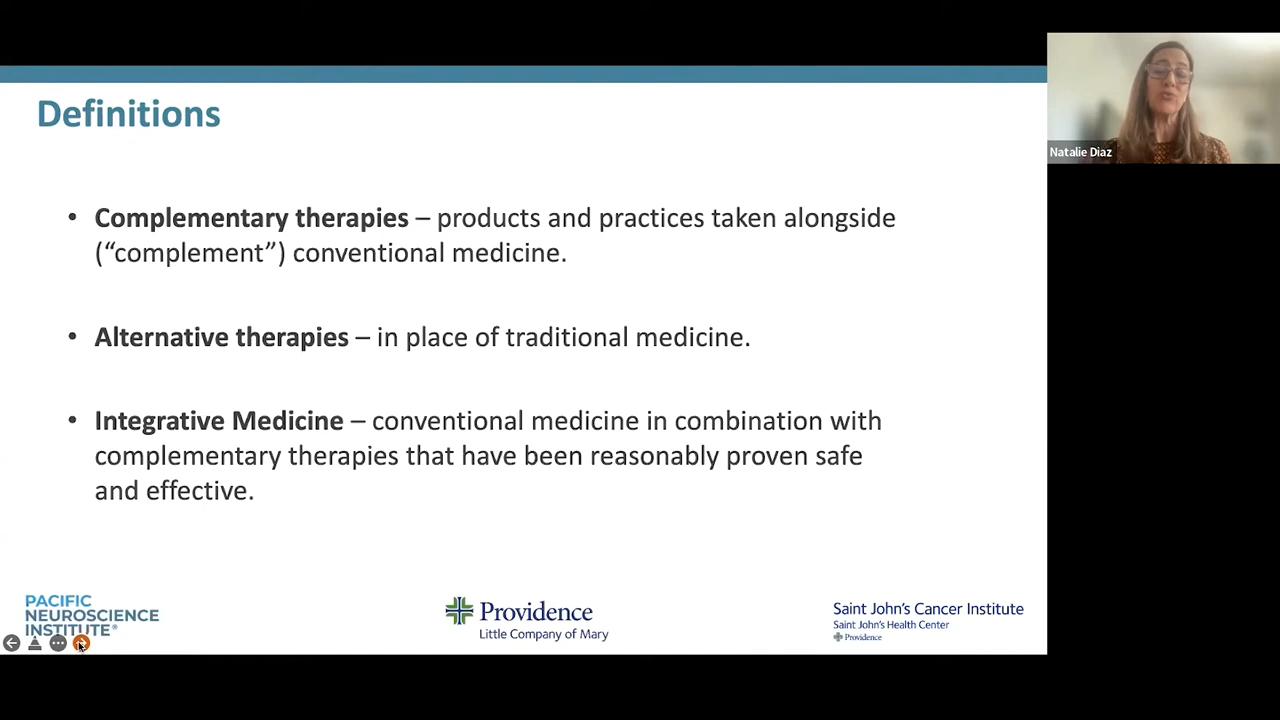 Definitions
• Complementary therapies – products and practices taken alongside
(“complement”) conventional medicine.
• Alternative therapies – in place of traditional medicine.
• Integrative Medicine – conventional medicine in combination with
complementary therapies that have been reasonably proven safe
and effective.
Natalie Diaz
PACIFIC
NEUROSCIENCE
INSTITUTE®
Providence
Little Company of Mary
Saint John's Cancer Institute
Saint John's Health Center
Providence